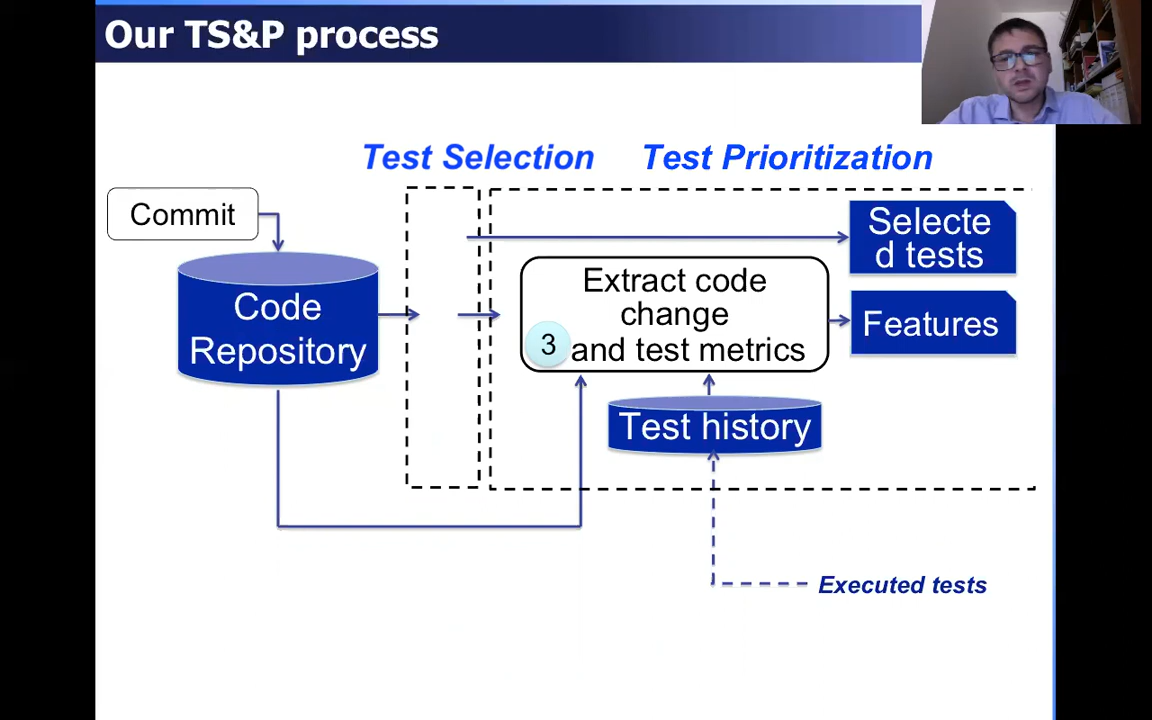 Our TS&P process
Test Selection
Test Prioritization
Commit
Code
Repository
Selecte
d tests
Extract code
change
3 and test metrics
Features
Test history
Executed tests